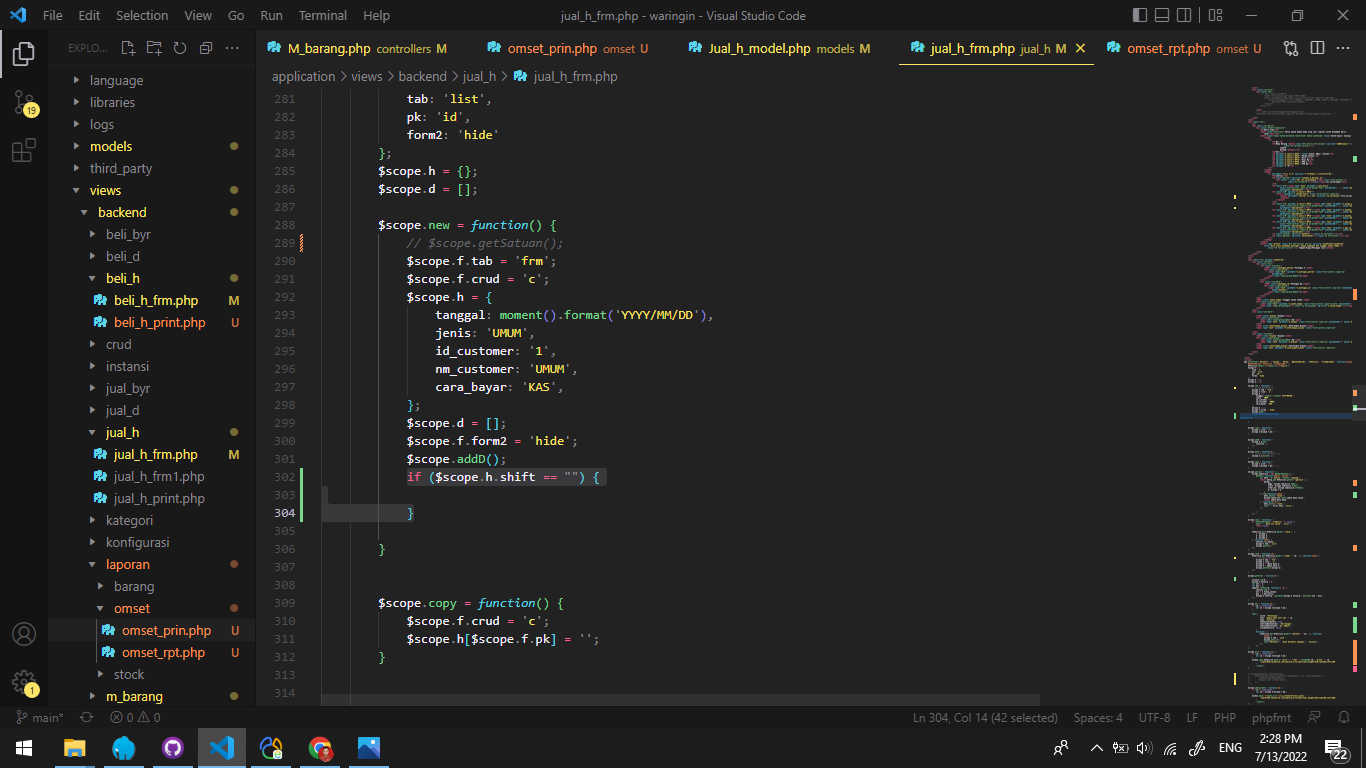 File Edit Selection View Go Run Terminal Help
jual_h_frm.php - waringin - Visual Studio Code
EXPLO...
M_barang.php controllers M
omset_prin.php omset U
Jual_h_model.php models M
jual_h_frm.php jual_h M
omset_rpt.php omset U
application > views > backend > jual_h > jual_h_frm.php
language
libraries
logs
models
third_party
views
backend
beli_byr
beli_d
beli_h
beli_h_frm.php M
beli_h_print.php U
crud
instansi
jual_byr
jual_d
jual_h
jual_h_frm.php M
jual_h_frm1.php
jual_h_print.php
kategori
konfigurasi
laporan
barang
omset
omset_prin.php U
omset_rpt.php U
stock
m_barang
19
1
281 tab: 'list',
282 pk: 'id',
283 form2: 'hide'
284 };
285 $scope.h = {};
286 $scope.d = [];
287
288 $scope.new = function() {
289 // $scope.getSatuan();
290 $scope.f.tab = 'frm';
291 $scope.f.crud = 'c';
292 $scope.h = {
293 tanggal: moment().format('YYYY/MM/DD'),
294 jenis: 'UMUM',
295 id_customer: '1',
296 nm_customer: 'UMUM',
297 cara_bayar: 'KAS',
298 };
299 $scope.d = [];
300 $scope.f.form2 = 'hide';
301 $scope.addD();
302 if ($scope.h.shift == "") {
303
304 }
305
306 }
307
308
309 $scope.copy = function() {
310 $scope.f.crud = 'c';
311 $scope.h[$scope.f.pk] = '';
312 }
313
314
main* 0 0
Ln 304, Col 14 (42 selected) Spaces: 4 UTF-8 LF PHP phpfmt
ENG
2:28 PM
7/13/2022
22